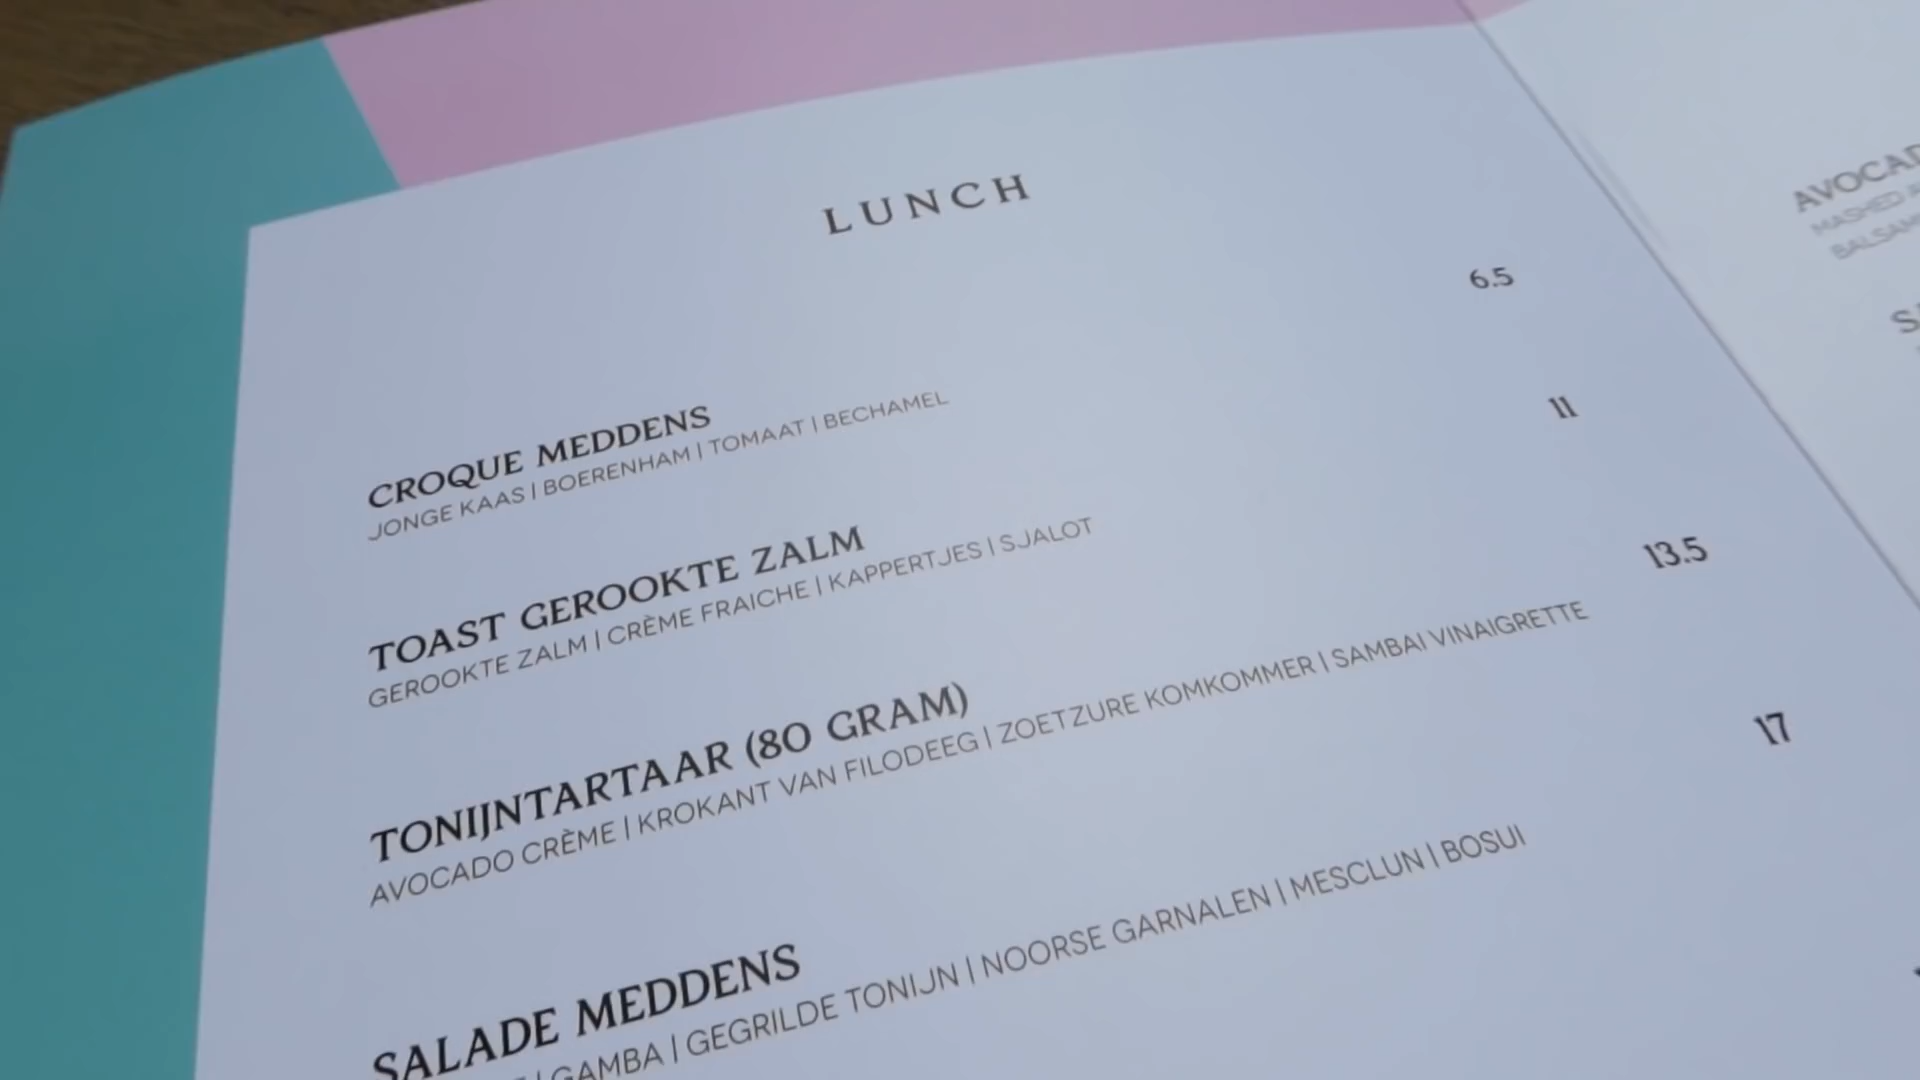 LUNCH
CROQUE MEDDENS 6.5
JONGE KAAS | BOERENHAM | TOMAAT | BECHAMEL
TOAST GEROOKTE ZALM 11
GEROOKTE ZALM | CRÈME FRAICHE | KAPPERTJES | SJALOT
TONIJNTARTAAR (80 GRAM) 13.5
AVOCADO CRÈME | KROKANT VAN FILODEEG | ZOETZURE KOMKOMMER | SAMBAI VINAIGRETTE
SALADE MEDDENS 17
| GAMBA | GEGRILDE TONIJN | NOORSE GARNALEN | MESCLUN | BOSUI
MASHED